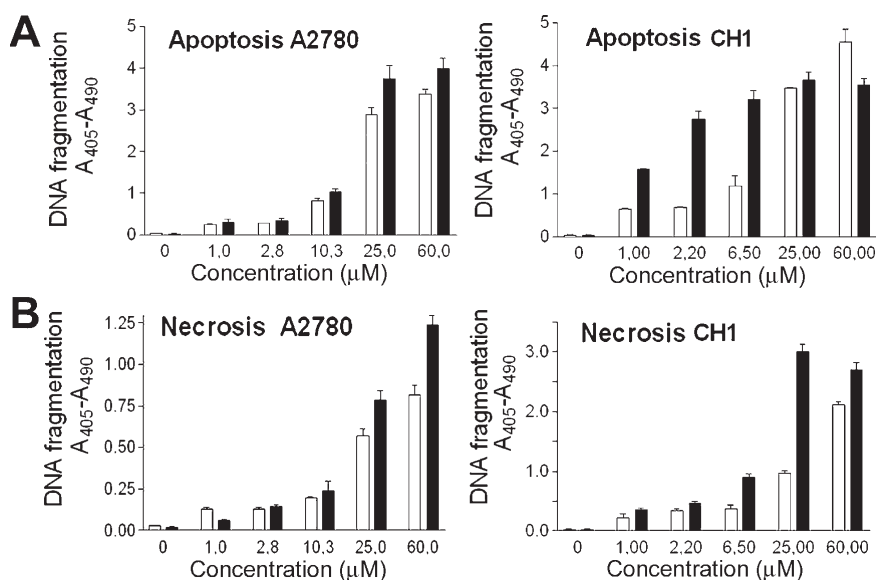 A
Apoptosis A2780
DNA fragmentation
A405-A490
5
4
3
2
1
0
0 1,0 2,8 10,3 25,0 60,0
Concentration (μM)
Apoptosis CH1
DNA fragmentation
A405-A490
5
4
3
2
1
0
0 1,00 2,20 6,50 25,00 60,00
Concentration (μM)
B
Necrosis A2780
DNA fragmentation
A405-A490
1.25
0.75
0.25
0.00
0 1,0 2,8 10,3 25,0 60,0
Concentration (μM)
Necrosis CH1
DNA fragmentation
A405-A490
3.0
2.0
1.0
0.0
0 1,00 2,20 6,50 25,00 60,00
Concentration (μM)